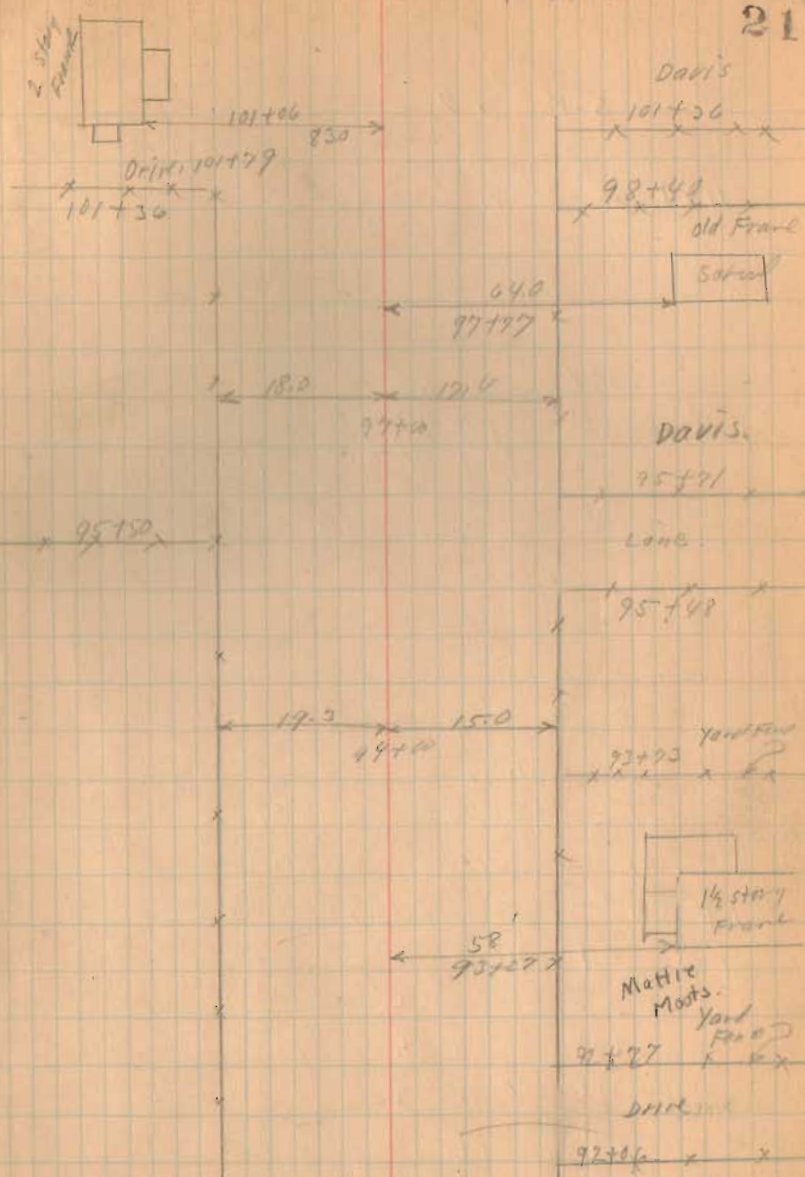 21
2 Story
Frame
Davis
101+06
830
101+36
Drive 101+79
101+36
98+40
old Frame
64.0
97+77
18.0
97+00
Davis.
95+71
95+50
Lane.
95+48
19.3
15.0
94+00
Yard Fence
93+73
1½ story
Frame
58'
93+27
Mattie
Moots.
Yard
Fence
92+77
Drive
92+06